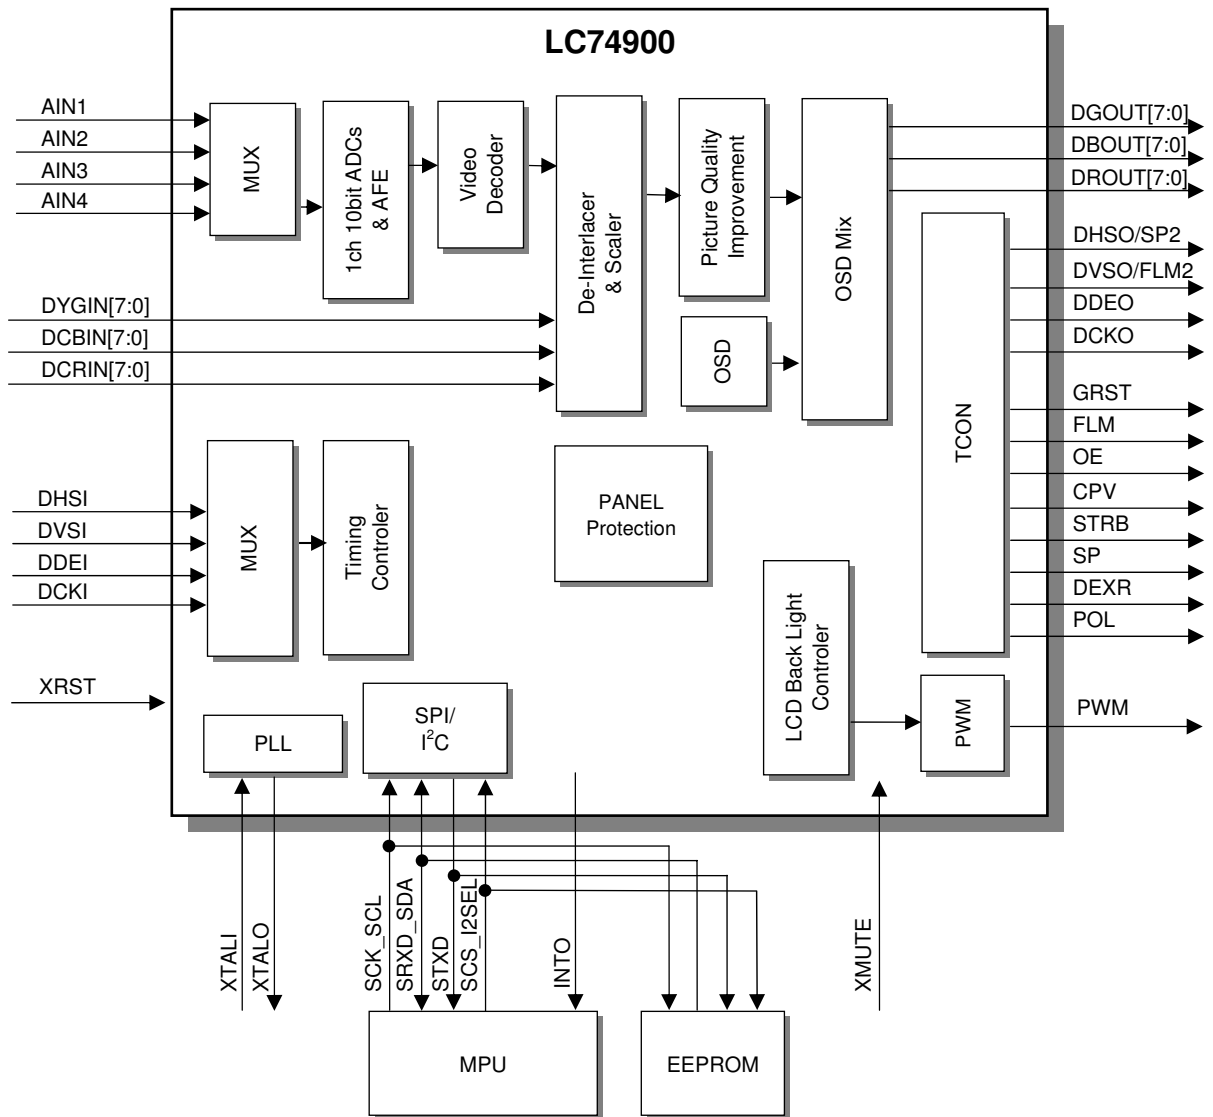 LC74900
AIN1
AIN2
AIN3
AIN4
MUX
1ch 10bit ADCs
& AFE
Video
Decoder
De-Interlacer
& Scaler
Picture Quality
Improvement
OSD Mix
DGOUT[7:0]
DBOUT[7:0]
DROUT[7:0]
DYGIN[7:0]
DCBIN[7:0]
DCRIN[7:0]
OSD
TCON
DHSO/SP2
DVSO/FLM2
DDEO
DCKO
GRST
FLM
OE
CPV
STRB
SP
DEXR
POL
DHSI
DVSI
DDEI
DCKI
MUX
Timing
Controler
PANEL
Protection
LCD Back Light
Controler
PWM
PWM
XRST
PLL
SPI/
I²C
XTALI
XTALO
SCK_SCL
SRXD_SDA
STXD
SCS_I2SEL
INTO
XMUTE
MPU
EEPROM